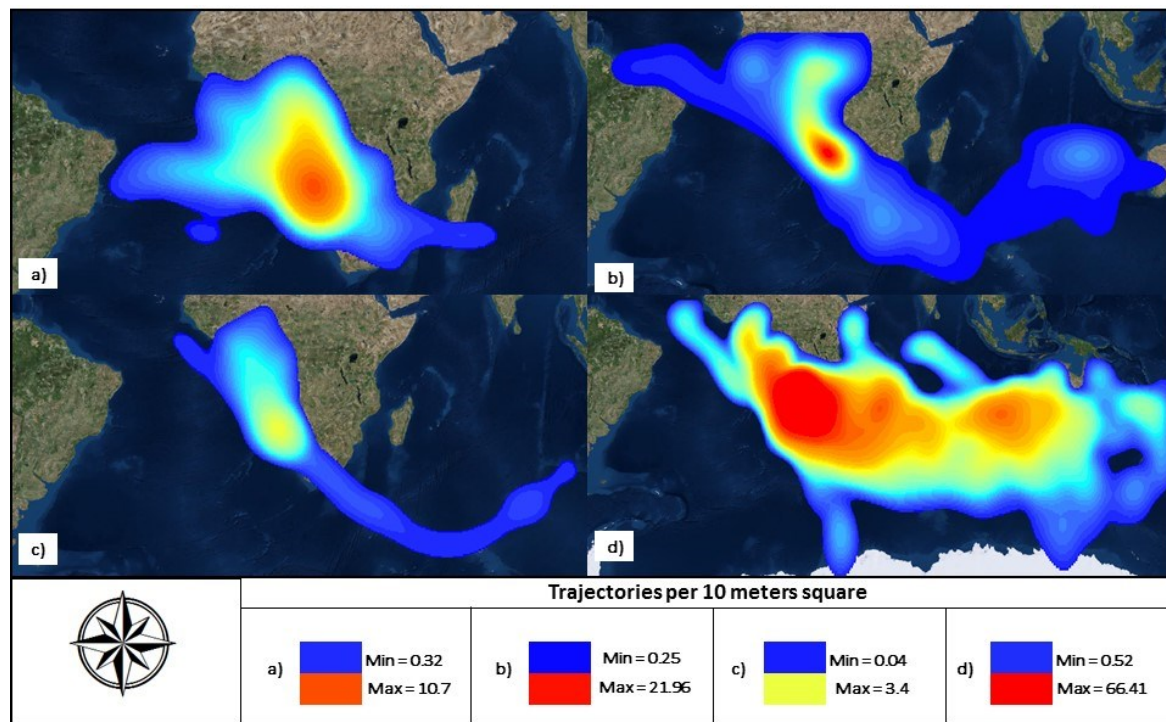 a)
b)
c)
d)
Trajectories per 10 meters square
a)
Min = 0.32
Max = 10.7
b)
Min = 0.25
Max = 21.96
c)
Min = 0.04
Max = 3.4
d)
Min = 0.52
Max = 66.41